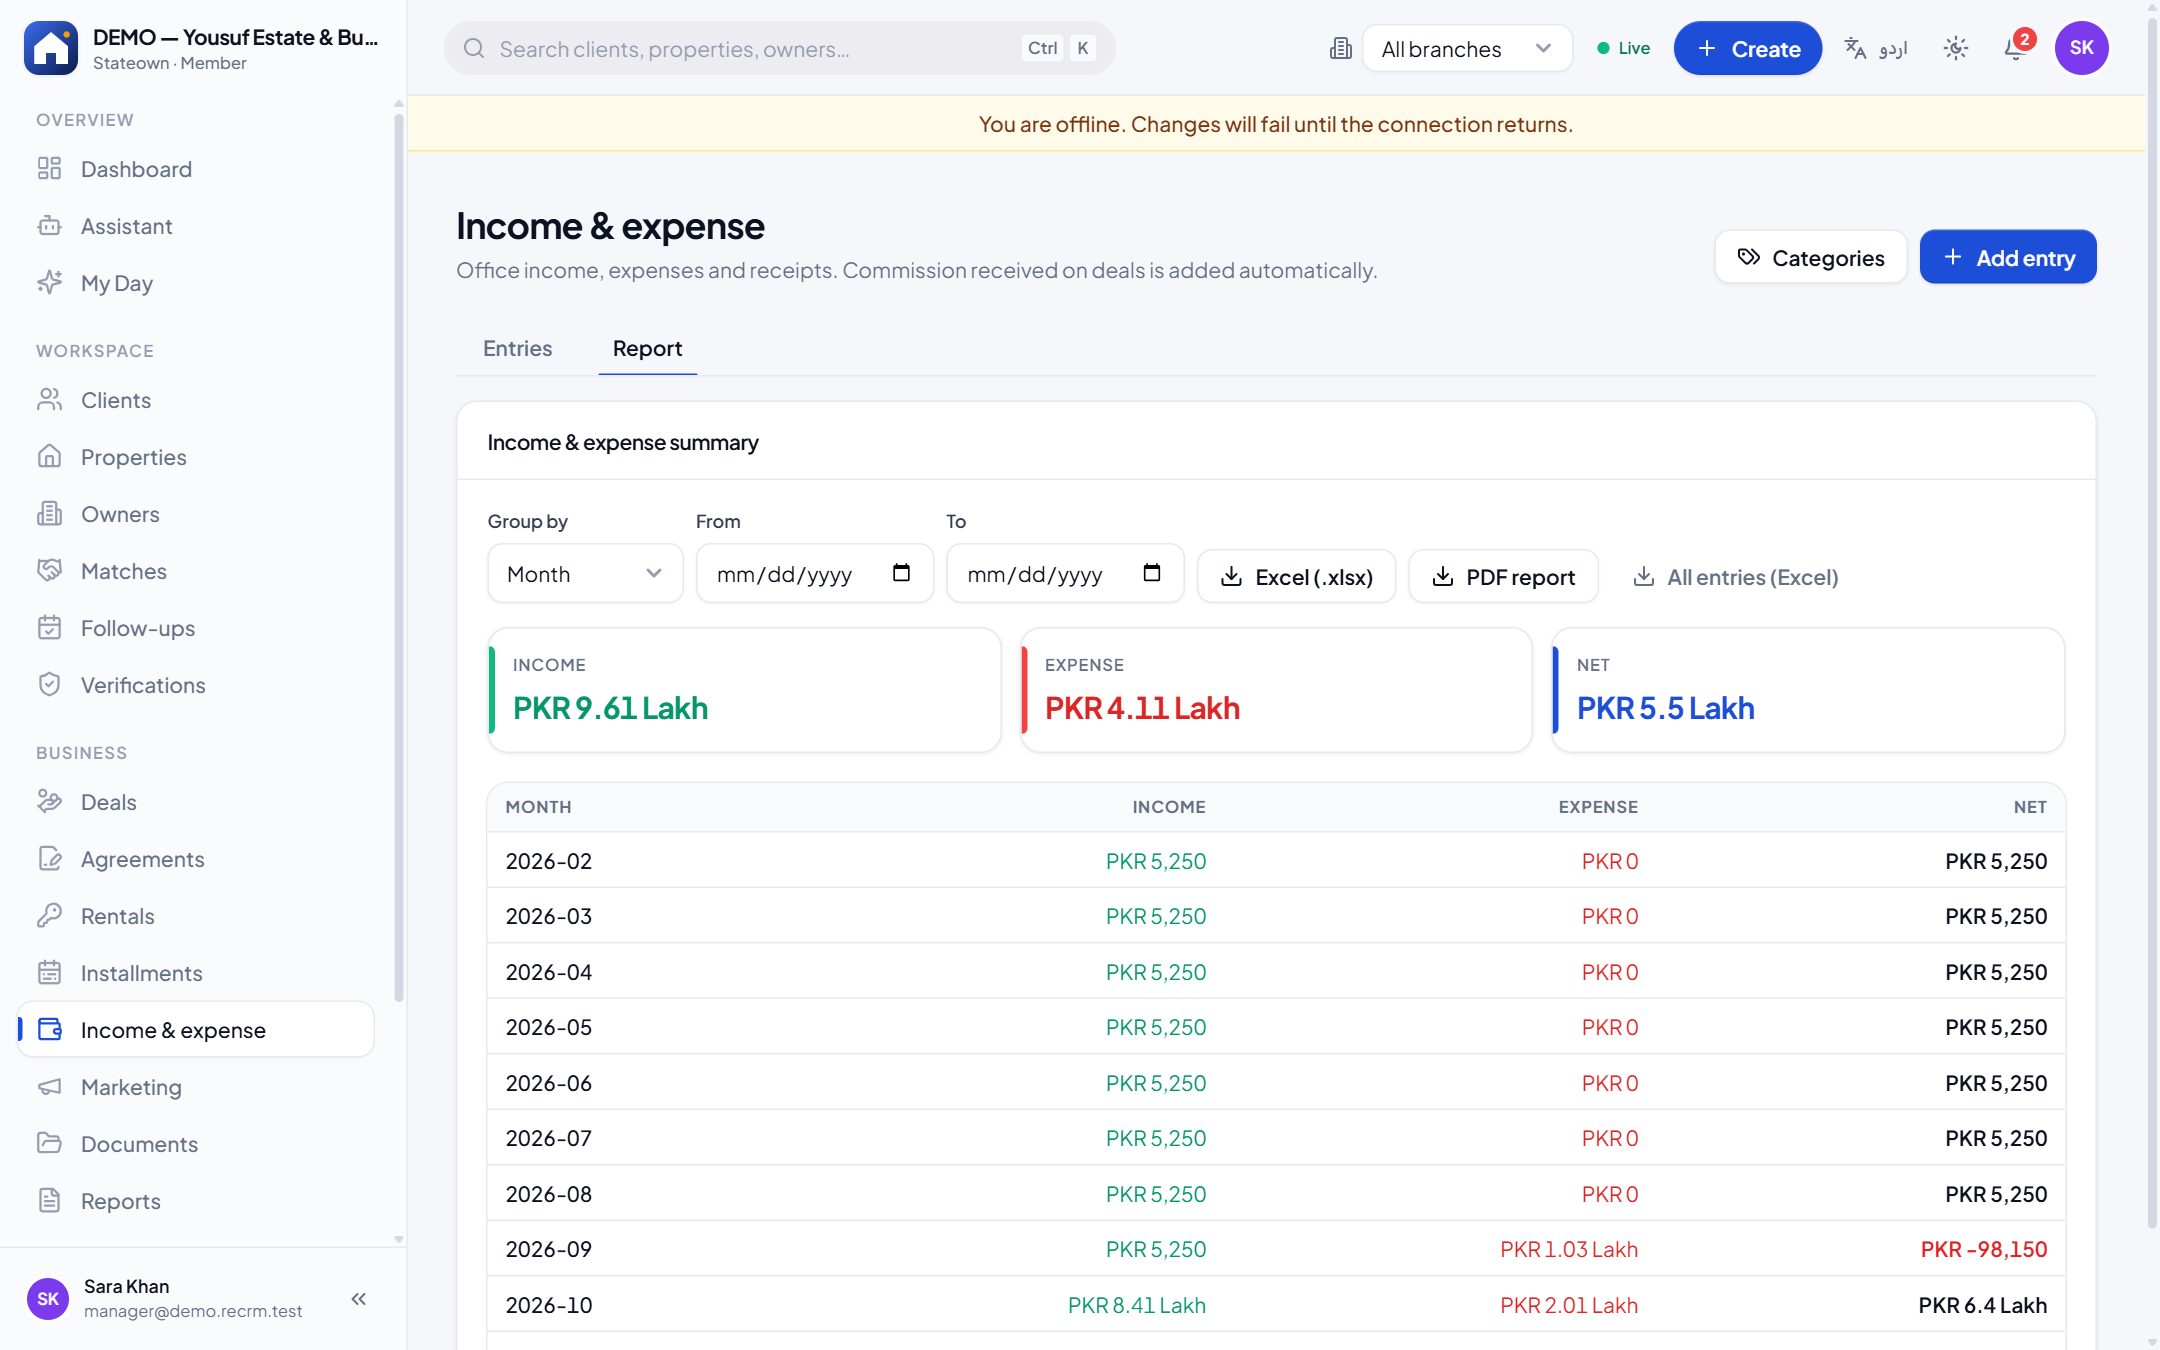 DEMO — Yousuf Estate & Bu...
Stateown · Member
OVERVIEW
Dashboard
Assistant
My Day
WORKSPACE
Clients
Properties
Owners
Matches
Follow-ups
Verifications
BUSINESS
Deals
Agreements
Rentals
Installments
Income & expense
Marketing
Documents
Reports
SK
Sara Khan
manager@demo.recrm.test
Search clients, properties, owners... Ctrl K
All branches
Live
Create
اردو
2
SK
You are offline. Changes will fail until the connection returns.
Income & expense
Office income, expenses and receipts. Commission received on deals is added automatically.
Categories
Add entry
Entries Report
Income & expense summary
Group by From To
Month mm/dd/yyyy mm/dd/yyyy Excel (.xlsx) PDF report All entries (Excel)
INCOME
PKR 9.61 Lakh
EXPENSE
PKR 4.11 Lakh
NET
PKR 5.5 Lakh
MONTH INCOME EXPENSE NET
2026-02 PKR 5,250 PKR 0 PKR 5,250
2026-03 PKR 5,250 PKR 0 PKR 5,250
2026-04 PKR 5,250 PKR 0 PKR 5,250
2026-05 PKR 5,250 PKR 0 PKR 5,250
2026-06 PKR 5,250 PKR 0 PKR 5,250
2026-07 PKR 5,250 PKR 0 PKR 5,250
2026-08 PKR 5,250 PKR 0 PKR 5,250
2026-09 PKR 5,250 PKR 1.03 Lakh PKR -98,150
2026-10 PKR 8.41 Lakh PKR 2.01 Lakh PKR 6.4 Lakh